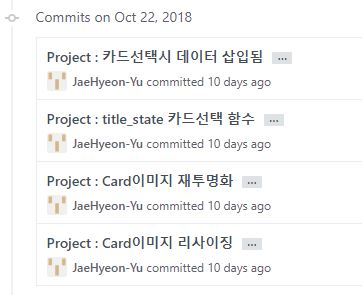 Commits on Oct 22, 2018
Project : 카드선택시 데이터 삽입됨 ...
JaeHyeon-Yu committed 10 days ago
Project : title_state 카드선택 함수 ...
JaeHyeon-Yu committed 10 days ago
Project : Card이미지 재투명화 ...
JaeHyeon-Yu committed 10 days ago
Project : Card이미지 리사이징 ...
JaeHyeon-Yu committed 10 days ago